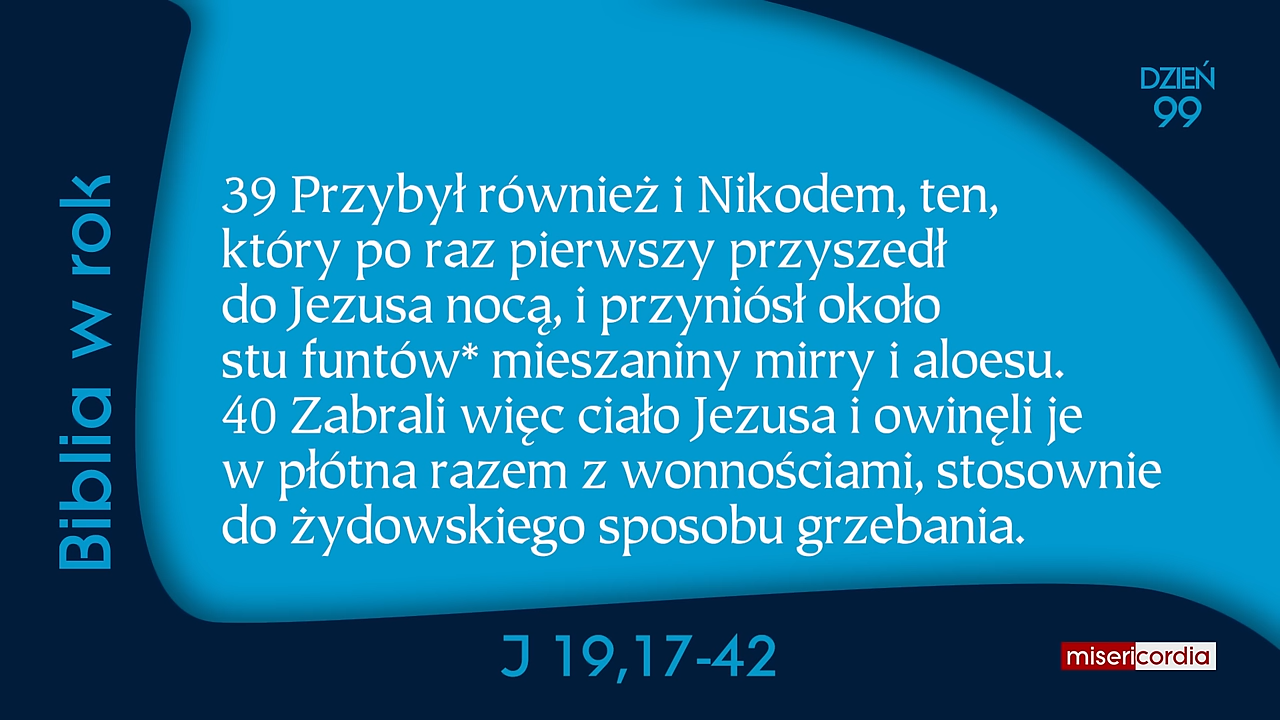 DZIEŃ
99
Biblia w rok
39 Przybył również i Nikodem, ten,
który po raz pierwszy przyszedł
do Jezusa nocą, i przyniósł około
stu funtów* mieszaniny mirry i aloesu.
40 Zabrali więc ciało Jezusa i owinęli je
w płótna razem z wonnościami, stosownie
do żydowskiego sposobu grzebania.
J 19,17-42
misericordia